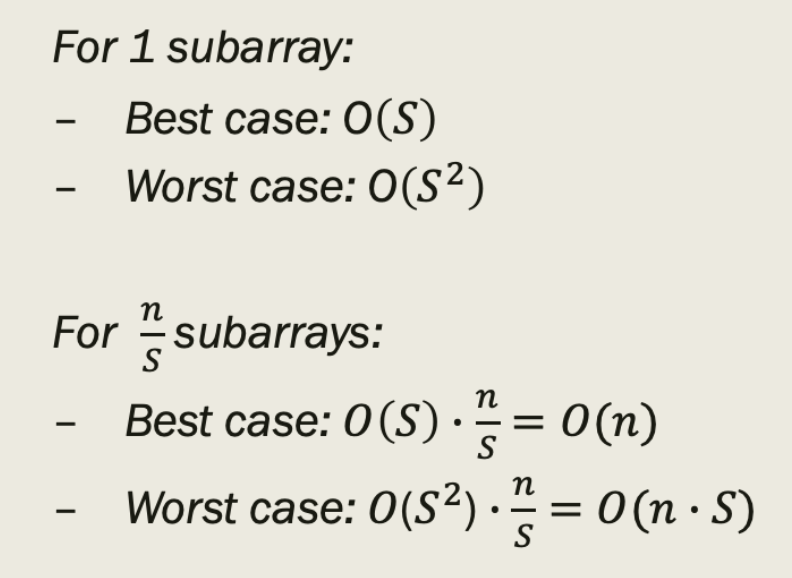 For 1 subarray:
– Best case: O(S)
– Worst case: O(S²)
For n/S subarrays:
– Best case: O(S) · n/S = O(n)
– Worst case: O(S²) · n/S = O(n · S)